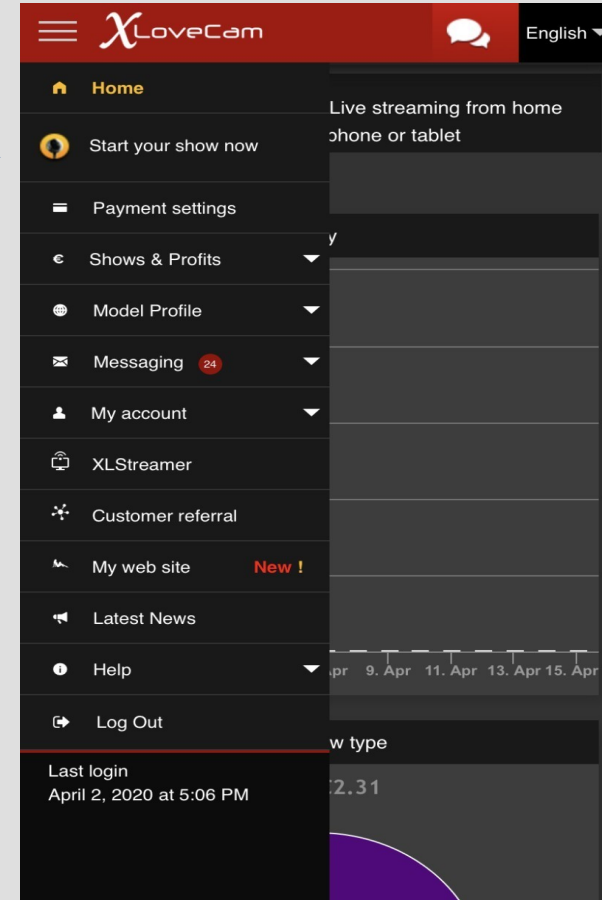 XLoveCam
English
Home
Live streaming from home
phone or tablet
Start your show now
Payment settings
y
Shows & Profits
Model Profile
Messaging 24
My account
XLStreamer
Customer referral
My web site New !
Latest News
Help
Apr 9. Apr 11. Apr 13. Apr 15. Apr
Log Out
w type
Last login
April 2, 2020 at 5:06 PM
2.31